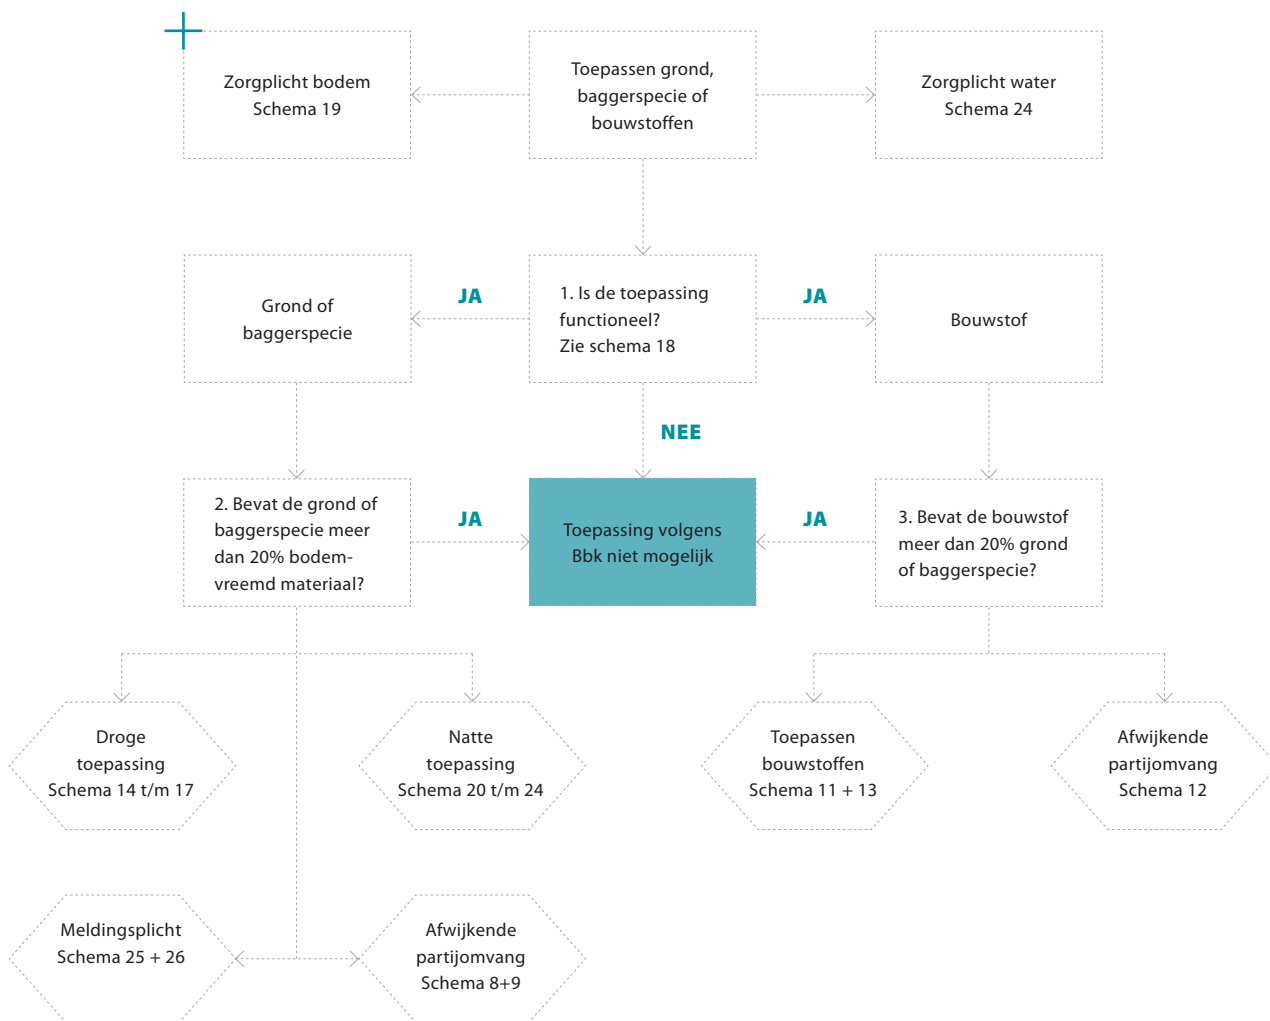 Zorgplicht bodem
Schema 19
Toepassen grond,
baggerspecie of
bouwstoffen
Zorgplicht water
Schema 24
Grond of
baggerspecie
JA
1. Is de toepassing
functioneel?
Zie schema 18
JA
Bouwstof
NEE
2. Bevat de grond of
baggerspecie meer
dan 20% bodem-
vreemd materiaal?
JA
Toepassing volgens
Bbk niet mogelijk
JA
3. Bevat de bouwstof
meer dan 20% grond
of baggerspecie?
Droge
toepassing
Schema 14 t/m 17
Natte
toepassing
Schema 20 t/m 24
Toepassen
bouwstoffen
Schema 11 + 13
Afwijkende
partijomvang
Schema 12
Meldingsplicht
Schema 25 + 26
Afwijkende
partijomvang
Schema 8+9